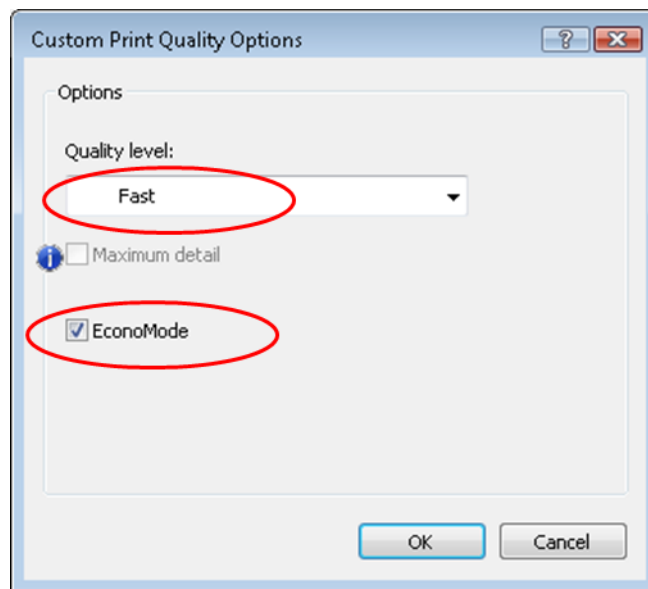 Custom Print Quality Options
Options
Quality level:
Fast
Maximum detail
EconoMode
OK
Cancel